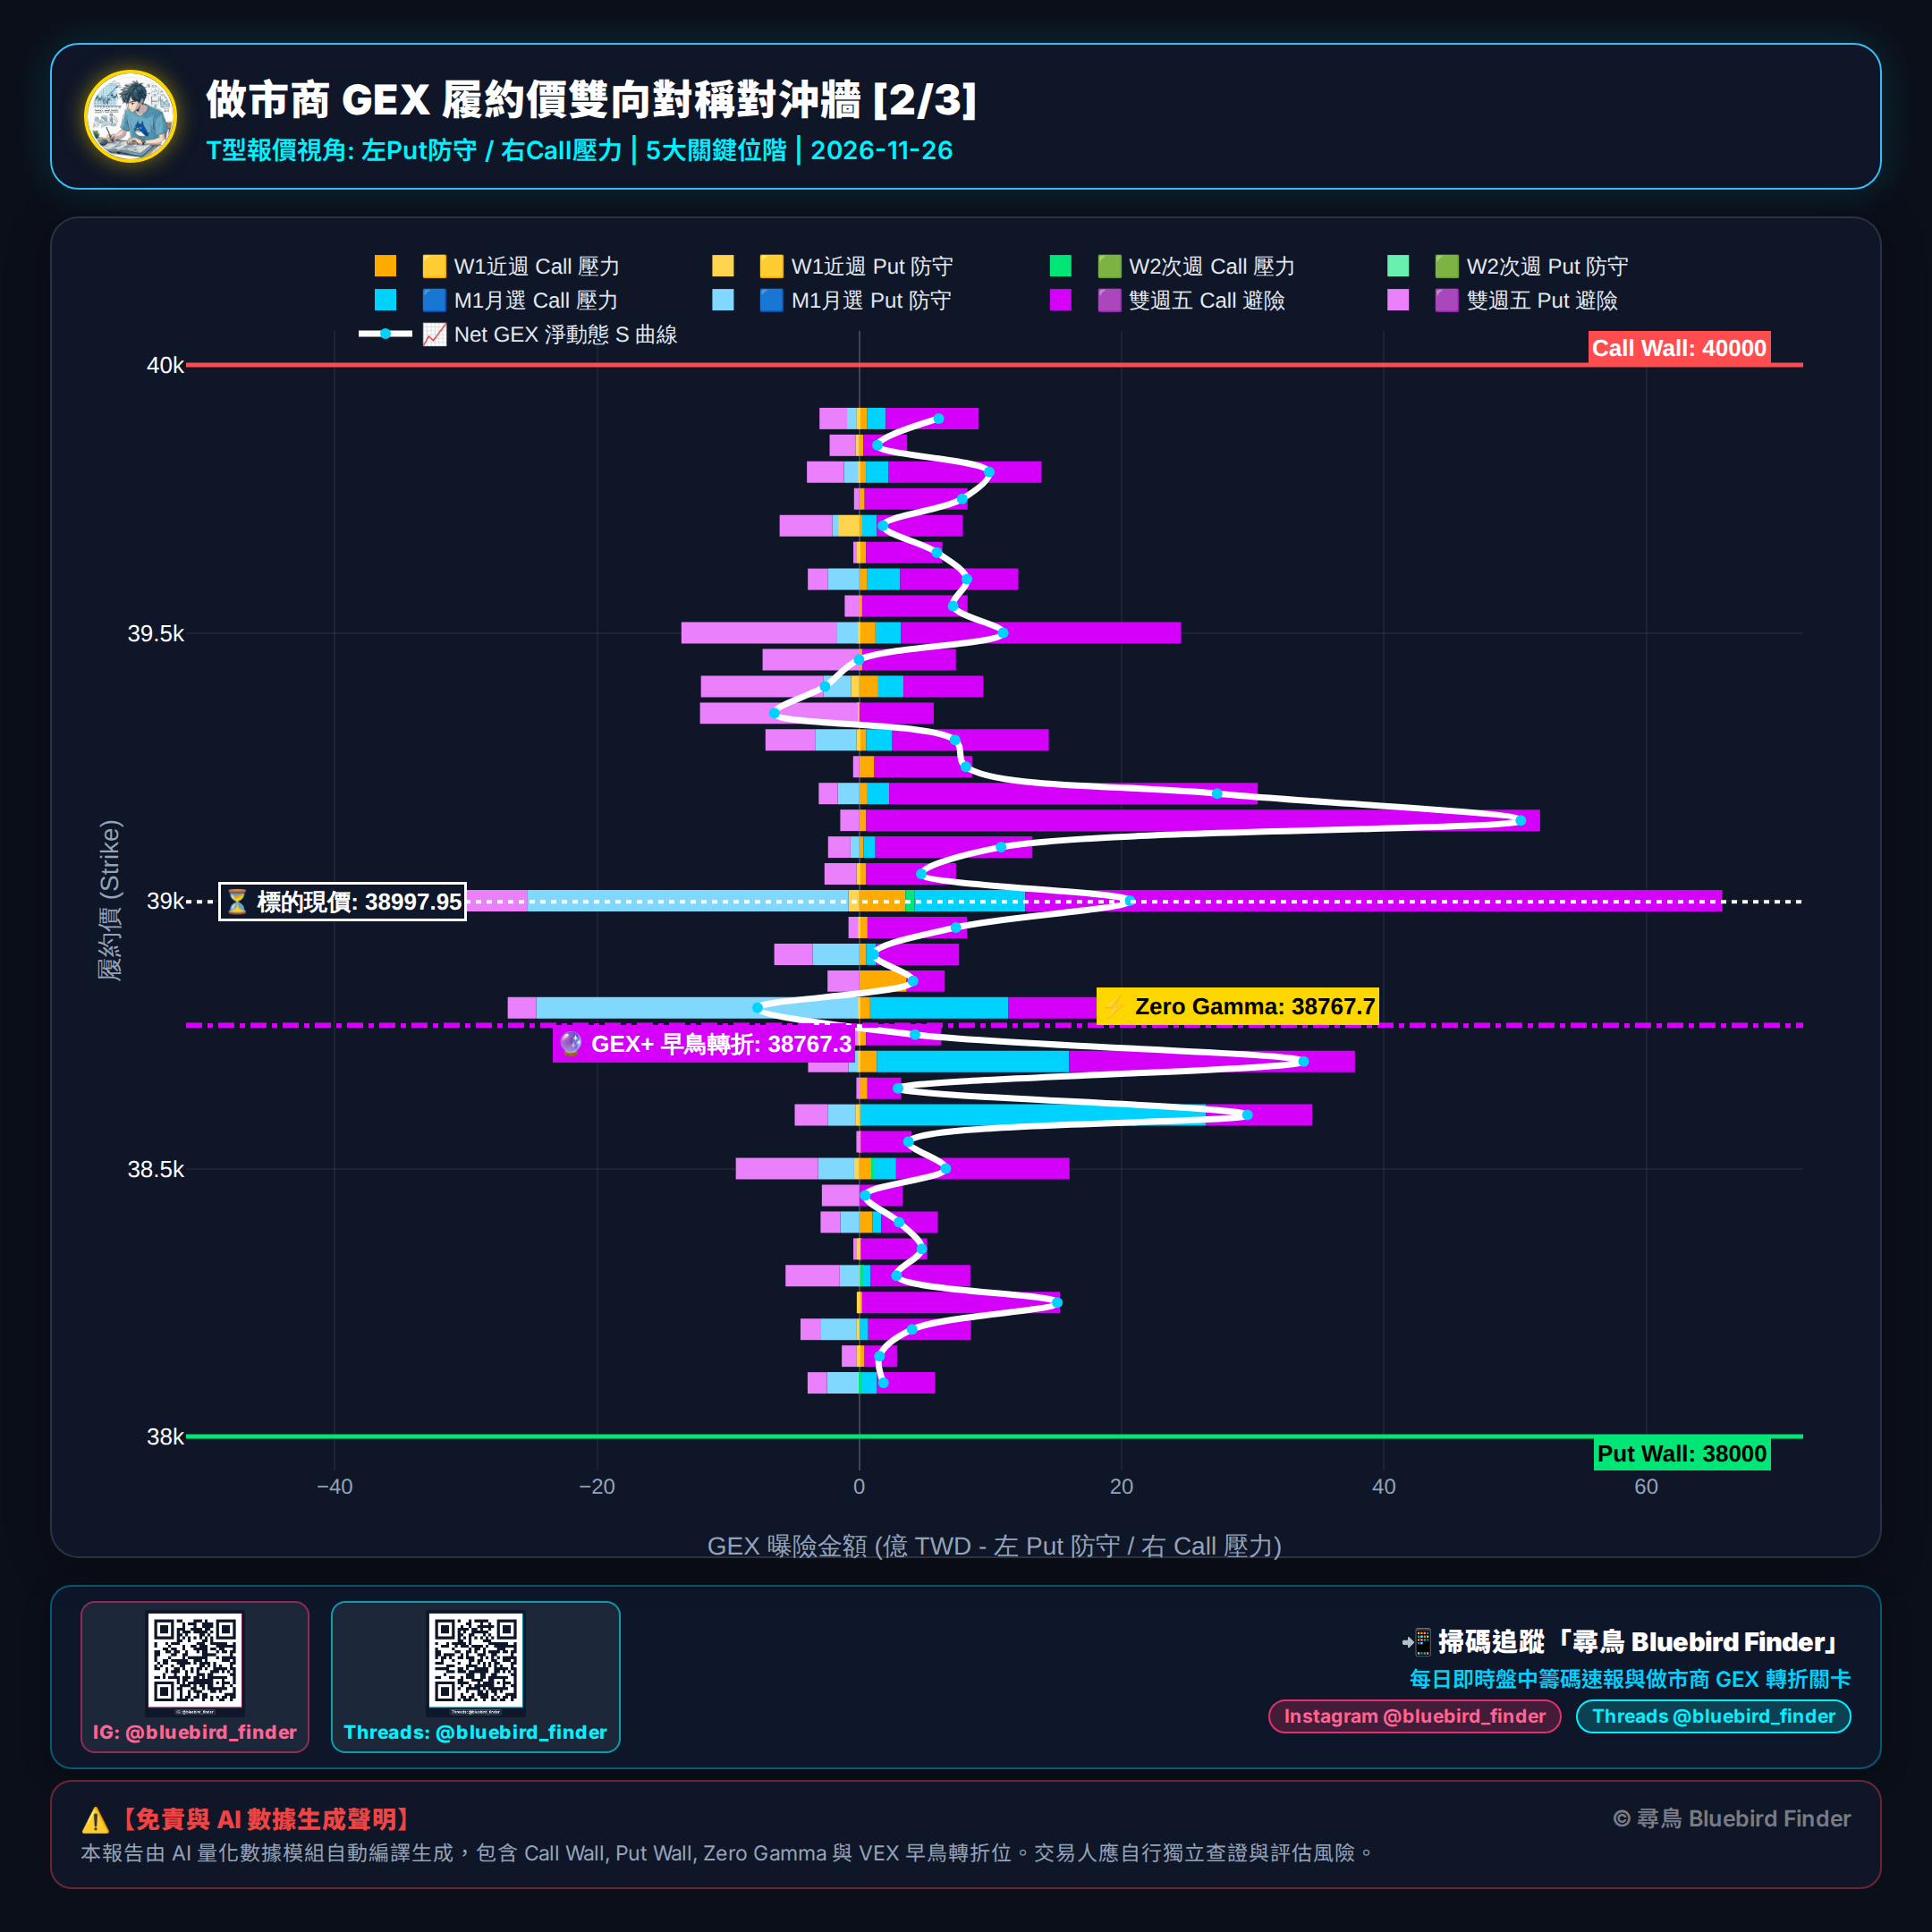 做市商 GEX 履約價雙向對稱對沖牆 [2/3]
T型報價視角: 左Put防守 / 右Call壓力 | 5大關鍵位階 | 2026-11-26
W1近週 Call 壓力
W1近週 Put 防守
W2次週 Call 壓力
W2次週 Put 防守
M1月選 Call 壓力
M1月選 Put 防守
雙週五 Call 避險
雙週五 Put 避險
Net GEX 淨動態 S 曲線
Call Wall: 40000
40k
39.5k
39k
38.5k
38k
履約價 (Strike)
標的現價: 38997.95
Zero Gamma: 38767.7
GEX+ 早鳥轉折: 38767.3
Put Wall: 38000
−40
−20
0
20
40
60
GEX 曝險金額 (億 TWD - 左 Put 防守 / 右 Call 壓力)
IG: @bluebird_finder
Threads: @bluebird_finder
IG: @bluebird_finder
Threads: @bluebird_finder
掃碼追蹤「尋鳥 Bluebird Finder」
每日即時盤中籌碼速報與做市商 GEX 轉折關卡
Instagram @bluebird_finder
Threads @bluebird_finder
⚠️【免責與 AI 數據生成聲明】
© 尋鳥 Bluebird Finder
本報告由 AI 量化數據模組自動編譯生成，包含 Call Wall, Put Wall, Zero Gamma 與 VEX 早鳥轉折位。交易人應自行獨立查證與評估風險。